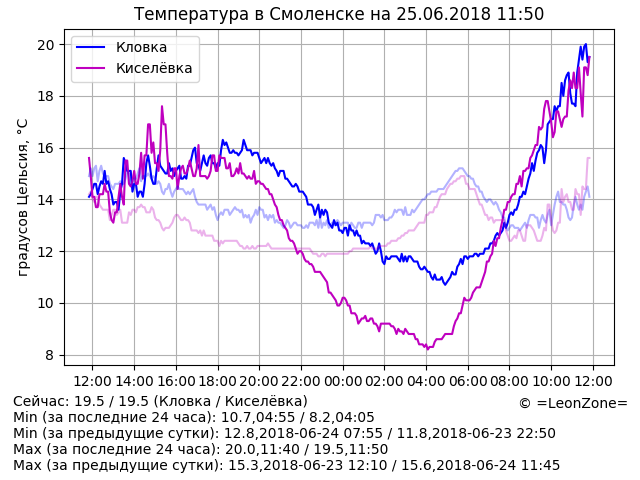 Температура в Смоленске на 25.06.2018 11:50
Кловка
Киселёвка
градусов Цельсия, °C
20
18
16
14
12
10
8
12:00 14:00 16:00 18:00 20:00 22:00 00:00 02:00 04:00 06:00 08:00 10:00 12:00
Сейчас: 19.5 / 19.5 (Кловка / Киселёвка)
© =LeonZone=
Min (за последние 24 часа): 10.7,04:55 / 8.2,04:05
Min (за предыдущие сутки): 12.8,2018-06-24 07:55 / 11.8,2018-06-23 22:50
Max (за последние 24 часа): 20.0,11:40 / 19.5,11:50
Max (за предыдущие сутки): 15.3,2018-06-23 12:10 / 15.6,2018-06-24 11:45